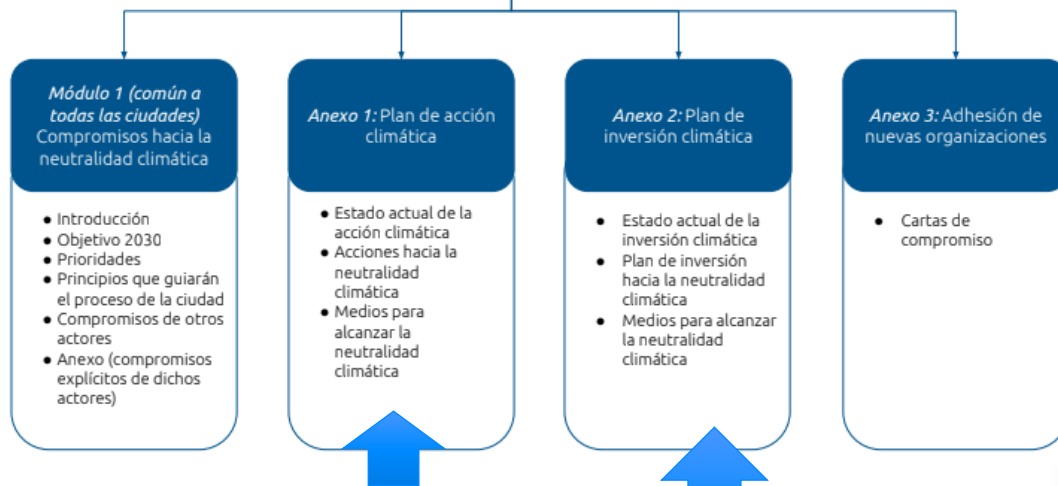 Módulo 1 (común a
todas las ciudades)
Compromisos hacia la
neutralidad climática
● Introducción
● Objetivo 2030
● Prioridades
● Principios que guiarán
el proceso de la ciudad
● Compromisos de otros
actores
● Anexo (compromisos
explícitos de dichos
actores)
Anexo 1: Plan de acción
climática
● Estado actual de la
acción climática
● Acciones hacia la
neutralidad
climática
● Medios para
alcanzar la
neutralidad
climática
Anexo 2: Plan de
inversión climática
● Estado actual de la
inversión climática
● Plan de inversión
hacia la neutralidad
climática
● Medios para alcanzar
la neutralidad
climática
Anexo 3: Adhesión de
nuevas organizaciones
● Cartas de
compromiso